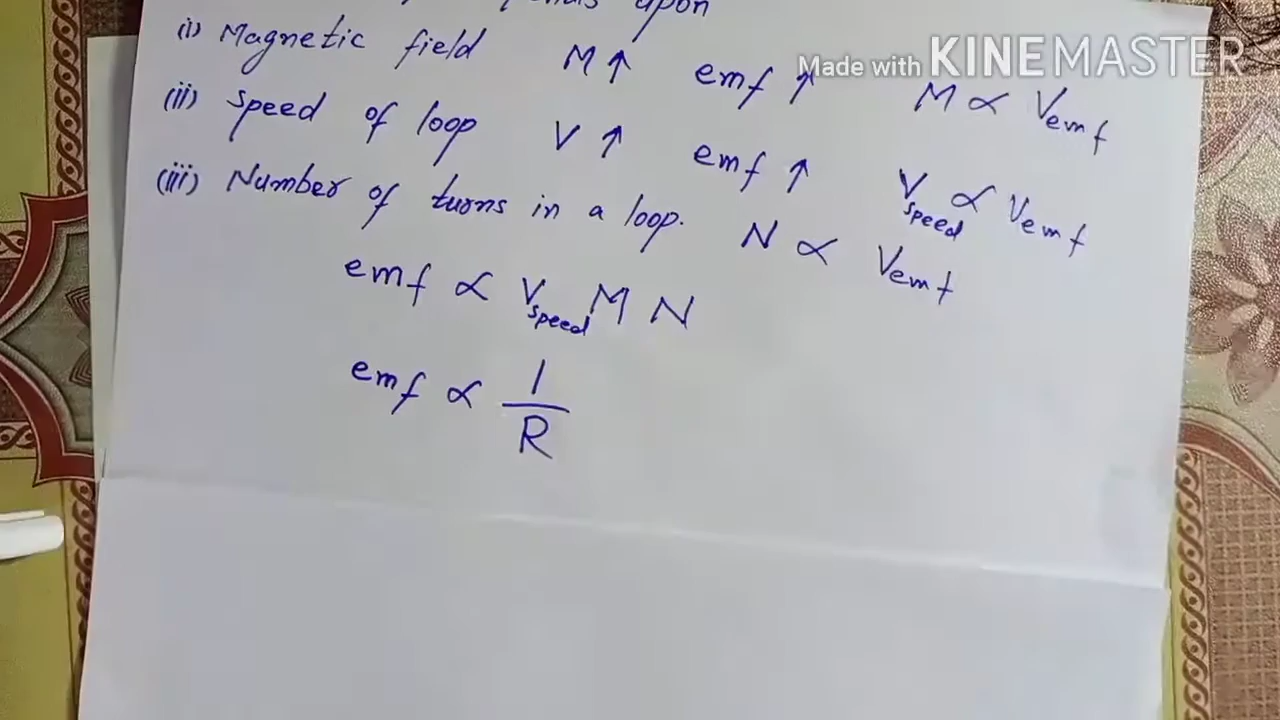 upon
(i) Magnetic field M↑ emf ↑ M ∝ Vemf
Made with KINEMASTER
(ii) Speed of loop V ↑ emf ↑ Vspeed ∝ Vemf
(iii) Number of turns in a loop. N ∝ Vemf
emf ∝ Vspeed M N
emf ∝ 1/R